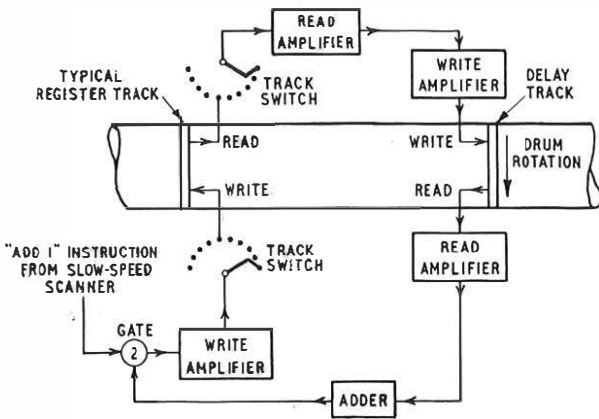 READ
AMPLIFIER
WRITE
AMPLIFIER
TYPICAL
REGISTER TRACK
TRACK
SWITCH
DELAY
TRACK
READ
WRITE
DRUM
ROTATION
WRITE
READ
"ADD 1" INSTRUCTION
FROM SLOW-SPEED
SCANNER
TRACK
SWITCH
READ
AMPLIFIER
GATE
2
WRITE
AMPLIFIER
ADDER